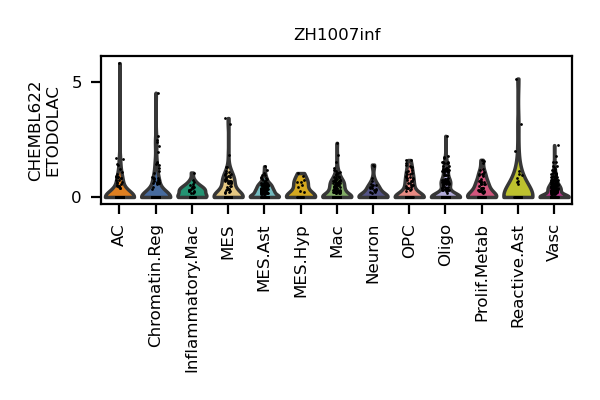 ZH1007inf
CHEMBL622
ETODOLAC
5
0
AC
Chromatin.Reg
Inflammatory.Mac
MES
MES.Ast
MES.Hyp
Mac
Neuron
OPC
Oligo
Prolif.Metab
Reactive.Ast
Vasc